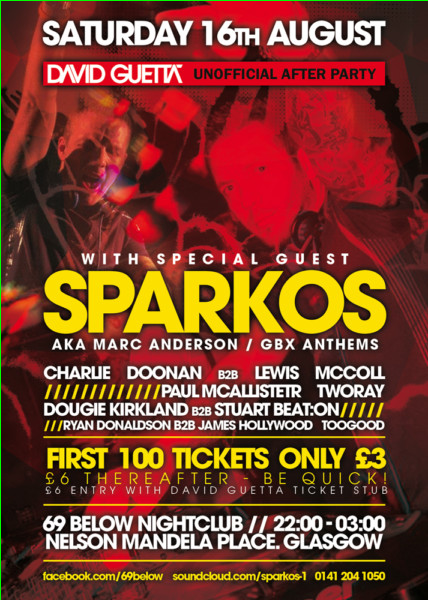 SATURDAY 16TH AUGUST
DAVID GUETTA UNOFFICIAL AFTER PARTY
WITH SPECIAL GUEST
SPARKOS
AKA MARC ANDERSON / GBX ANTHEMS
CHARLIE DOONAN B2B LEWIS MCCOLL
/////////////PAUL MCALLISTETR TWORAY
DOUGIE KIRKLAND B2B STUART BEAT:ON/////
///RYAN DONALDSON B2B JAMES HOLLYWOOD TOOGOOD
FIRST 100 TICKETS ONLY £3
£6 THEREAFTER - BE QUICK!
£6 ENTRY WITH DAVID GUETTA TICKET STUB
69 BELOW NIGHTCLUB // 22:00 - 03:00
NELSON MANDELA PLACE. GLASGOW
facebook.com/69below soundcloud.com/sparkos-1 0141 204 1050